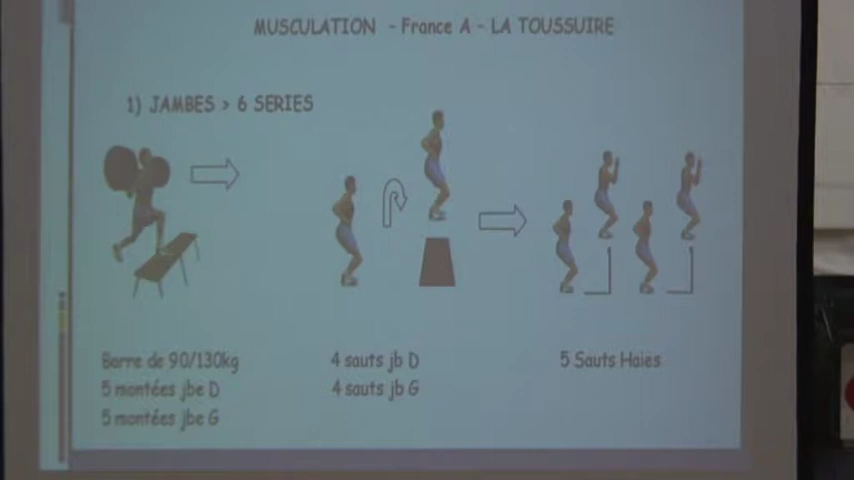 MUSCULATION - France A - LA TOUSSUIRE
1) JAMBES > 6 SERIES
Barre de 90/130kg
5 montées jbe D
5 montées jbe G
4 sauts jb D
4 sauts jb G
5 Sauts Haies